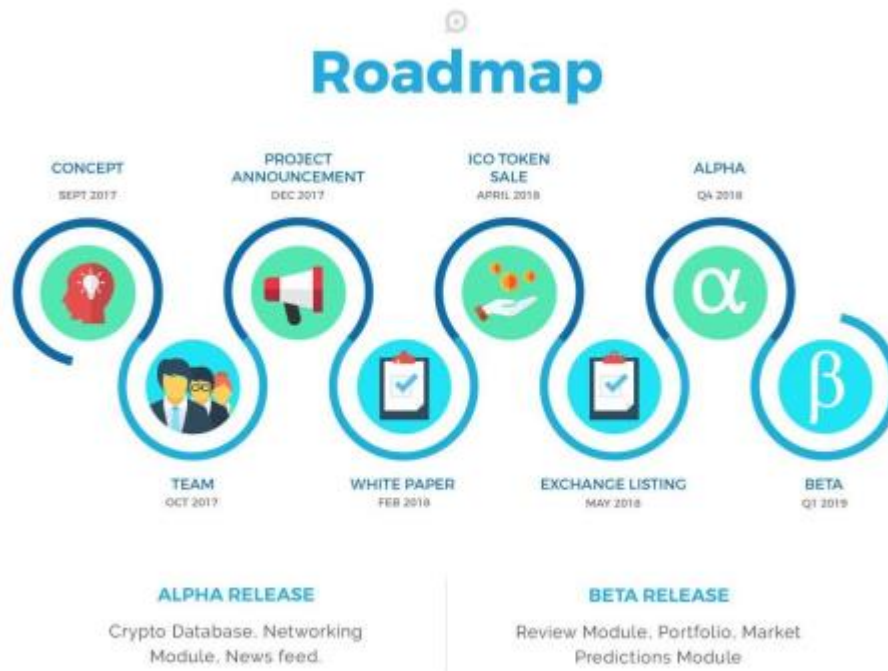 Roadmap
CONCEPT
SEPT 2017
TEAM
OCT 2017
PROJECT
ANNOUNCEMENT
DEC 2017
WHITE PAPER
FEB 2018
ICO TOKEN
SALE
APRIL 2018
EXCHANGE LISTING
MAY 2018
ALPHA
Q4 2018
α
β
BETA
Q1 2019
ALPHA RELEASE
Crypto Database, Networking
Module, News feed.
BETA RELEASE
Review Module, Portfolio, Market
Predictions Module